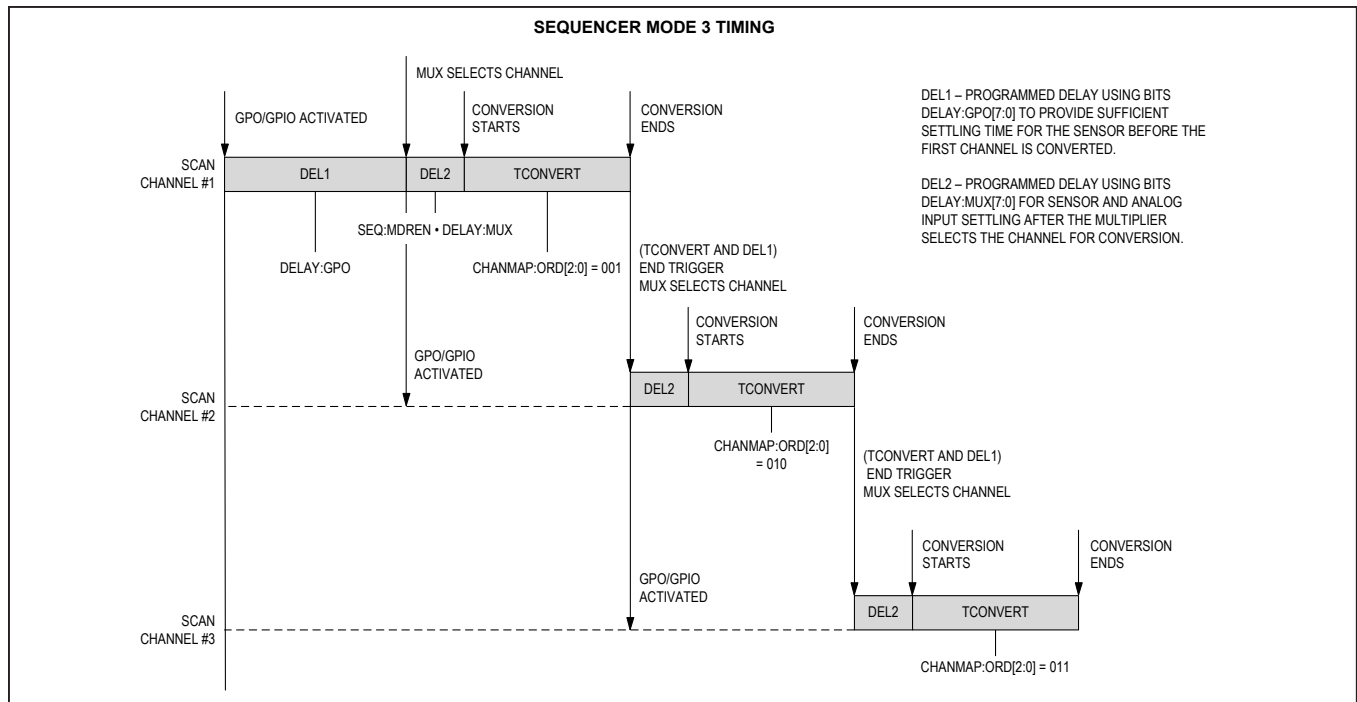 SEQUENCER MODE 3 TIMING
MUX SELECTS CHANNEL
GPO/GPIO ACTIVATED
CONVERSION
STARTS
CONVERSION
ENDS
DEL1 – PROGRAMMED DELAY USING BITS
DELAY:GPO[7:0] TO PROVIDE SUFFICIENT
SETTLING TIME FOR THE SENSOR BEFORE THE
FIRST CHANNEL IS CONVERTED.
DEL2 – PROGRAMMED DELAY USING BITS
DELAY:MUX[7:0] FOR SENSOR AND ANALOG
INPUT SETTLING AFTER THE MULTIPLIER
SELECTS THE CHANNEL FOR CONVERSION.
SCAN
CHANNEL #1
DEL1
DEL2
TCONVERT
SEQ:MDREN • DELAY:MUX
DELAY:GPO
CHANMAP:ORD[2:0] = 001
(TCONVERT AND DEL1)
END TRIGGER
MUX SELECTS CHANNEL
CONVERSION
STARTS
CONVERSION
ENDS
GPO/GPIO
ACTIVATED
SCAN
CHANNEL #2
DEL2
TCONVERT
CHANMAP:ORD[2:0]
= 010
(TCONVERT AND DEL1)
END TRIGGER
MUX SELECTS CHANNEL
CONVERSION
STARTS
CONVERSION
ENDS
GPO/GPIO
ACTIVATED
SCAN
CHANNEL #3
DEL2
TCONVERT
CHANMAP:ORD[2:0] = 011